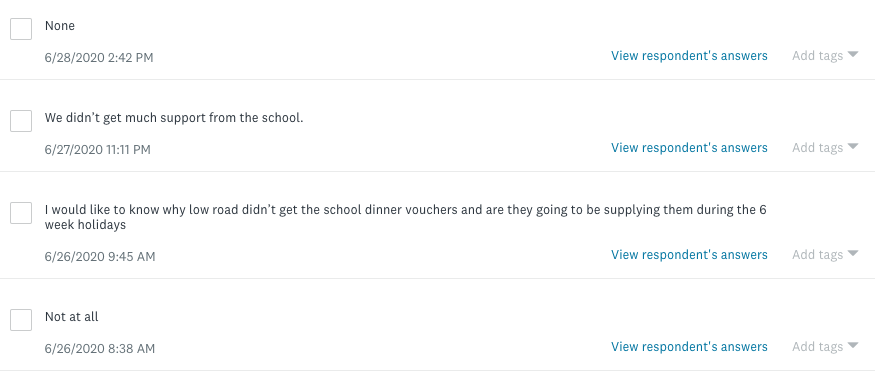 None
6/28/2020 2:42 PM
View respondent's answers
Add tags
We didn't get much support from the school.
6/27/2020 11:11 PM
View respondent's answers
Add tags
I would like to know why low road didn't get the school dinner vouchers and are they going to be supplying them during the 6
week holidays
6/26/2020 9:45 AM
View respondent's answers
Add tags
Not at all
6/26/2020 8:38 AM
View respondent's answers
Add tags